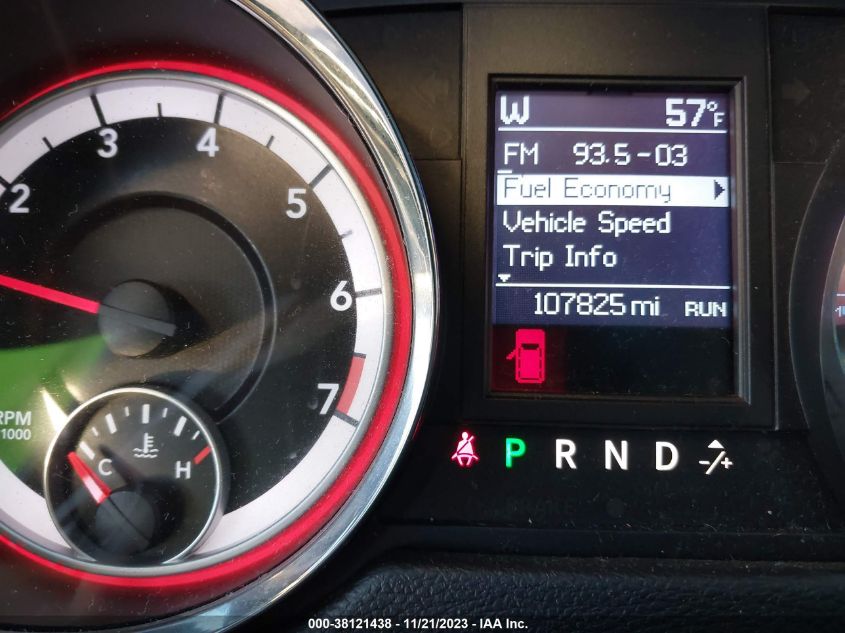 W 57°F
FM 93.5-03
Fuel Economy
Vehicle Speed
Trip Info
107825 mi RUN
P R N D -/+
2 3 4 5 6 7
RPM
1000
C H
000-38121438 - 11/21/2023 - IAA Inc.